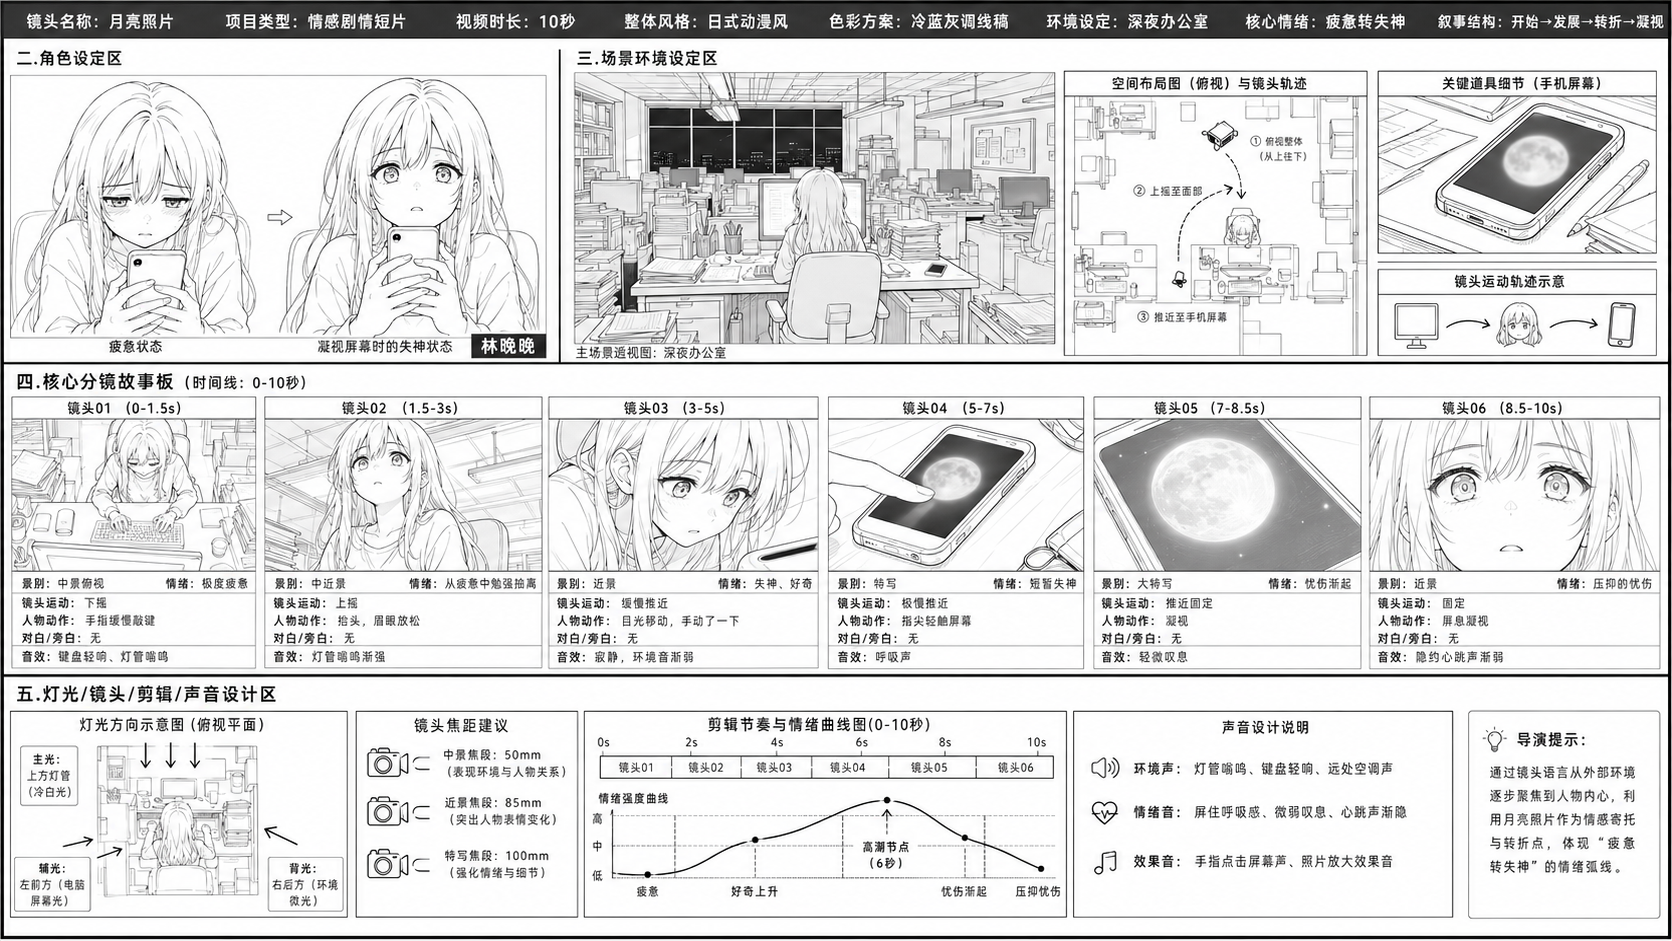 镜头名称：月亮照片
项目类型：情感剧情短片
视频时长：10秒
整体风格：日式动漫风
色彩方案：冷蓝灰调线稿
环境设定：深夜办公室
核心情绪：疲惫转失神
叙事结构：开始→发展→转折→凝视
二.角色设定区
疲惫状态
凝视屏幕时的失神状态
林晚晚
三.场景环境设定区
主场景透视图：深夜办公室
空间布局图（俯视）与镜头轨迹
① 俯视整体
（从上往下）
② 上摇至面部
③ 推近至手机屏幕
关键道具细节（手机屏幕）
镜头运动轨迹示意
四.核心分镜故事板（时间线：0-10秒）
镜头01 （0-1.5s）
景别：中景俯视 情绪：极度疲惫
镜头运动：下摇
人物动作：手指缓慢敲键
对白/旁白：无
音效：键盘轻响、灯管嗡鸣
镜头02 （1.5-3s）
景别：中近景 情绪：从疲惫中勉强抽离
镜头运动：上摇
人物动作：抬头，眉眼放松
对白/旁白：无
音效：灯管嗡鸣渐强
镜头03 （3-5s）
景别：近景 情绪：失神、好奇
镜头运动：缓慢推近
人物动作：目光移动，手动了一下
对白/旁白：无
音效：寂静，环境音渐弱
镜头04 （5-7s）
景别：特写 情绪：短暂失神
镜头运动：极慢推近
人物动作：指尖轻触屏幕
对白/旁白：无
音效：呼吸声
镜头05 （7-8.5s）
景别：大特写 情绪：忧伤渐起
镜头运动：推近固定
人物动作：凝视
对白/旁白：无
音效：轻微叹息
镜头06 （8.5-10s）
景别：近景 情绪：压抑的忧伤
镜头运动：固定
人物动作：屏息凝视
对白/旁白：无
音效：隐约心跳声渐弱
五.灯光/镜头/剪辑/声音设计区
灯光方向示意图（俯视平面）
主光：
上方灯管
（冷白光）
辅光：
左前方（电脑
屏幕光）
背光：
右后方（环境
微光）
镜头焦距建议
中景焦段：50mm
（表现环境与人物关系）
近景焦段：85mm
（突出人物表情变化）
特写焦段：100mm
（强化情绪与细节）
剪辑节奏与情绪曲线图(0-10秒)
0s 2s 4s 6s 8s 10s
镜头01 镜头02 镜头03 镜头04 镜头05 镜头06
情绪强度曲线
高
中
低
高潮节点
（6秒）
疲惫 好奇上升 忧伤渐起 压抑忧伤
声音设计说明
环境声：灯管嗡鸣、键盘轻响、远处空调声
情绪音：屏住呼吸感、微弱叹息、心跳声渐隐
效果音：手指点击屏幕声、照片放大效果音
导演提示：
通过镜头语言从外部环境
逐步聚焦到人物内心，利
用月亮照片作为情感寄托
与转折点，体现“疲惫
转失神”的情绪弧线。